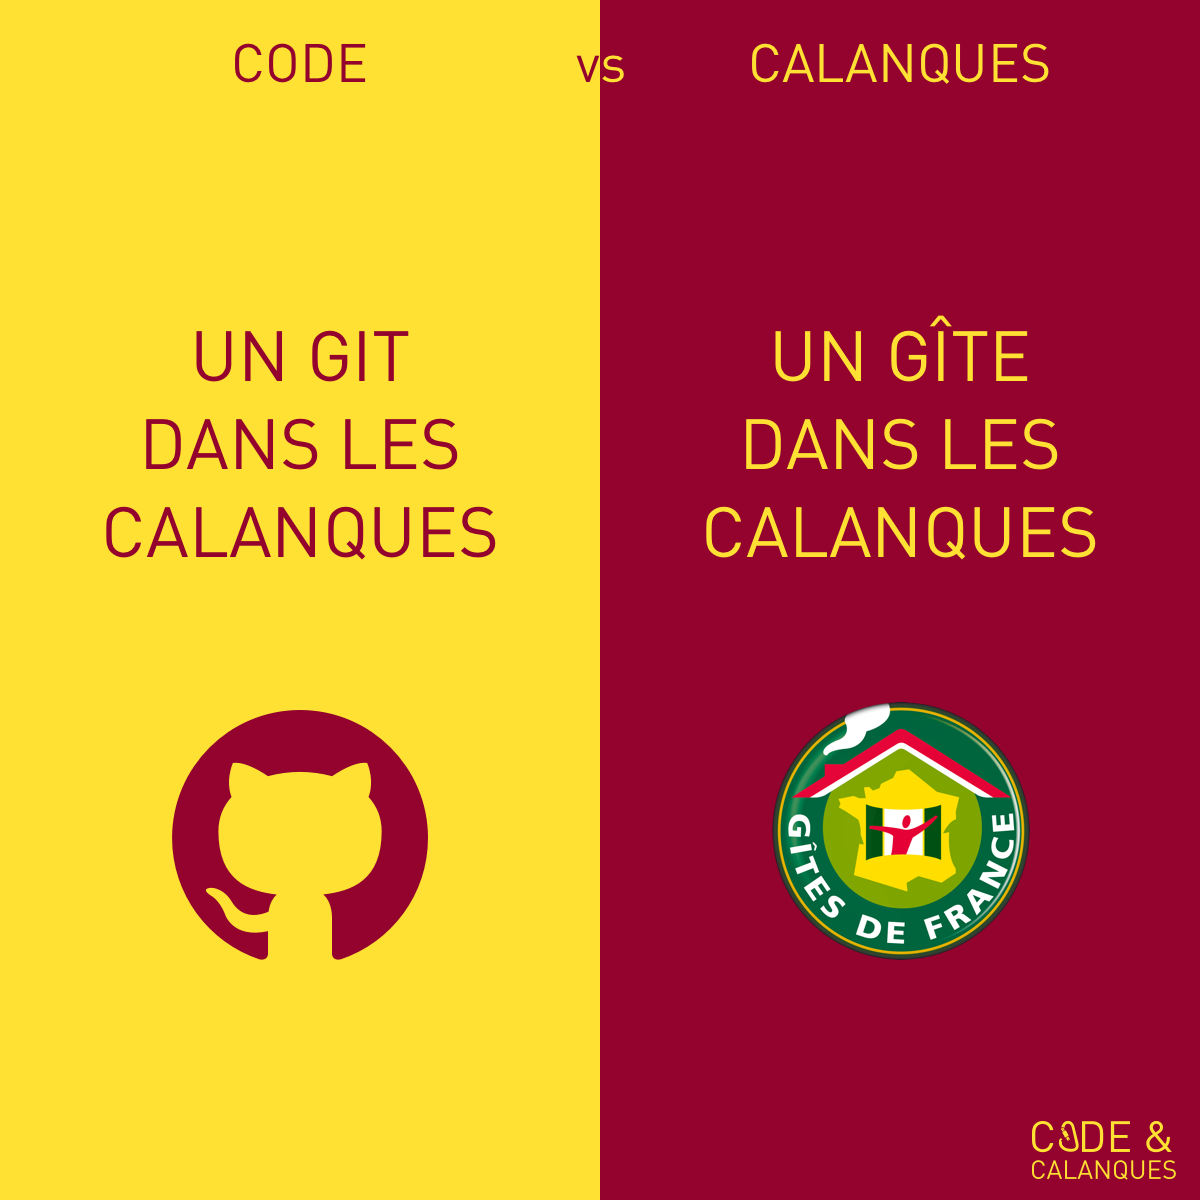 CODE vs CALANQUES
UN GIT
DANS LES
CALANQUES
UN GÎTE
DANS LES
CALANQUES
GÎTES DE FRANCE
CODE &
CALANQUES